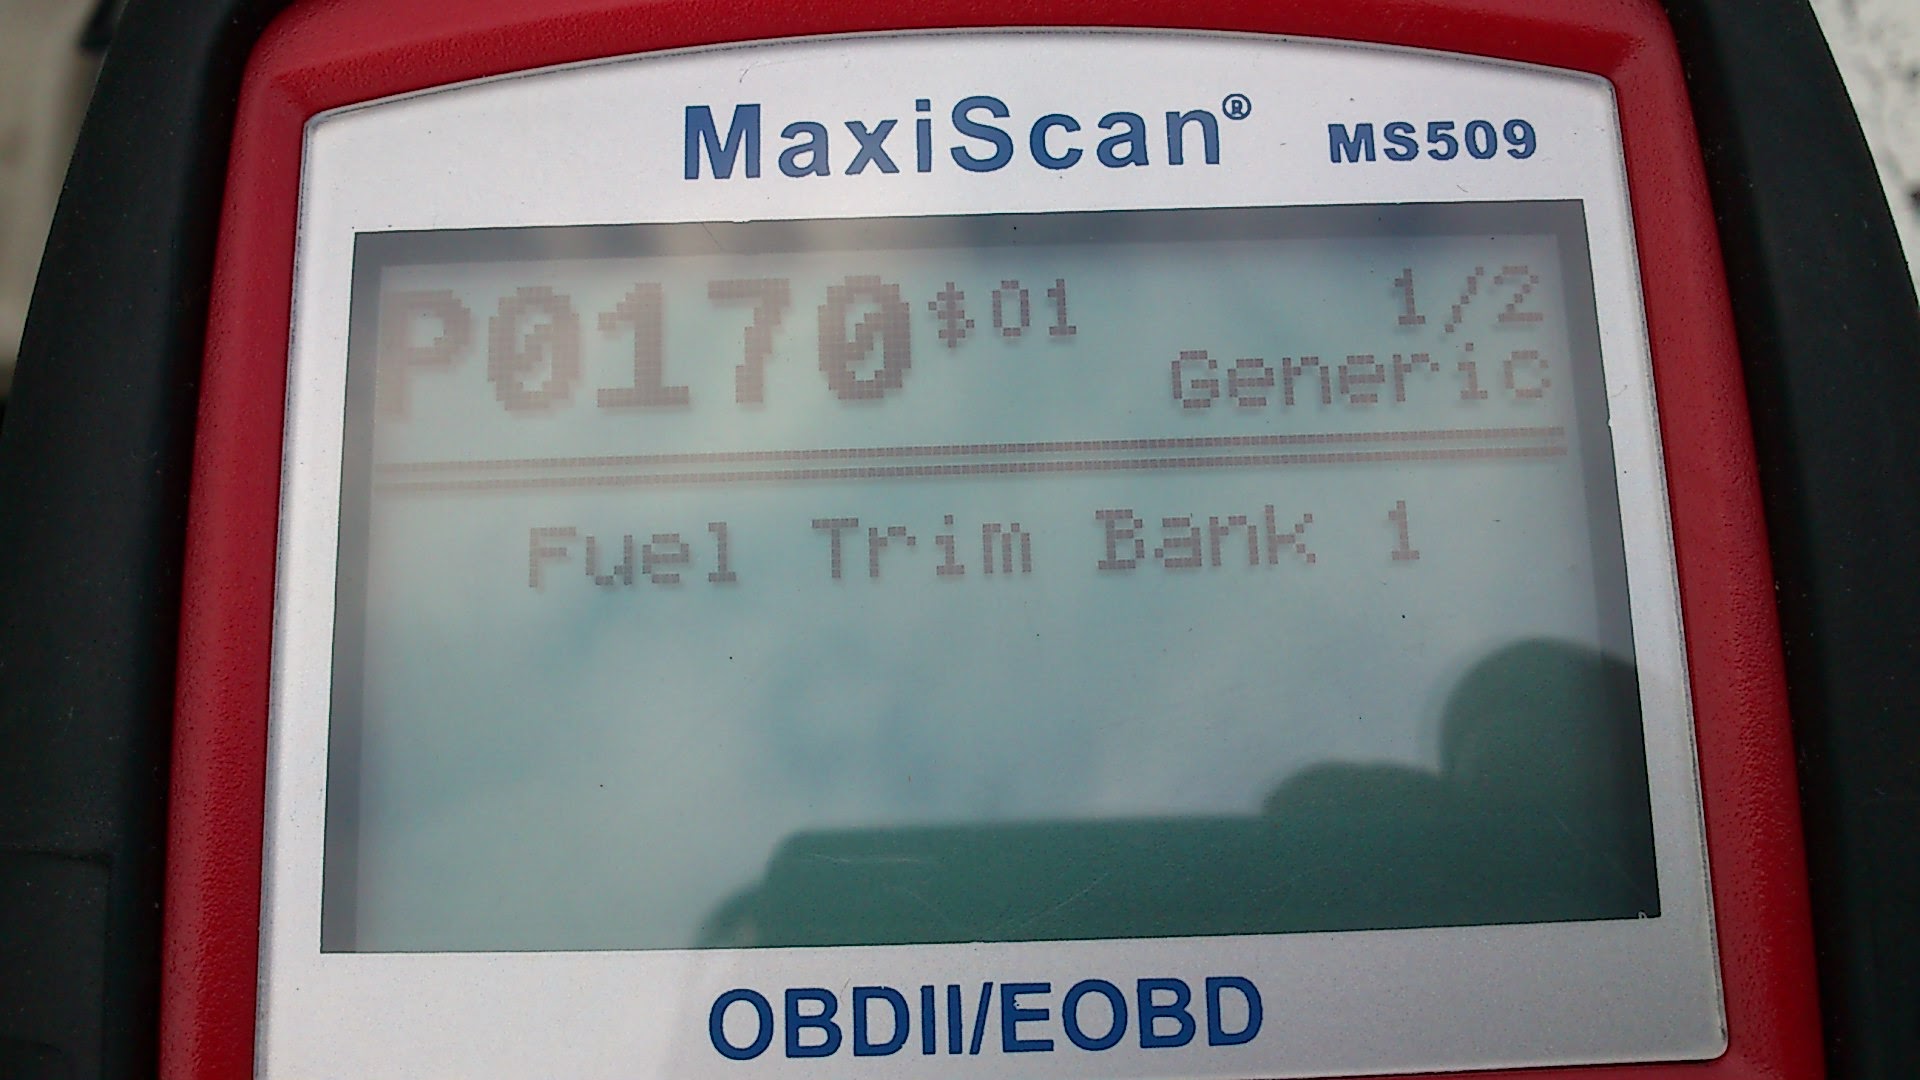 MaxiScan® MS509
P0170 $01 1/2
Generic
Fuel Trim Bank 1
OBDII/EOBD